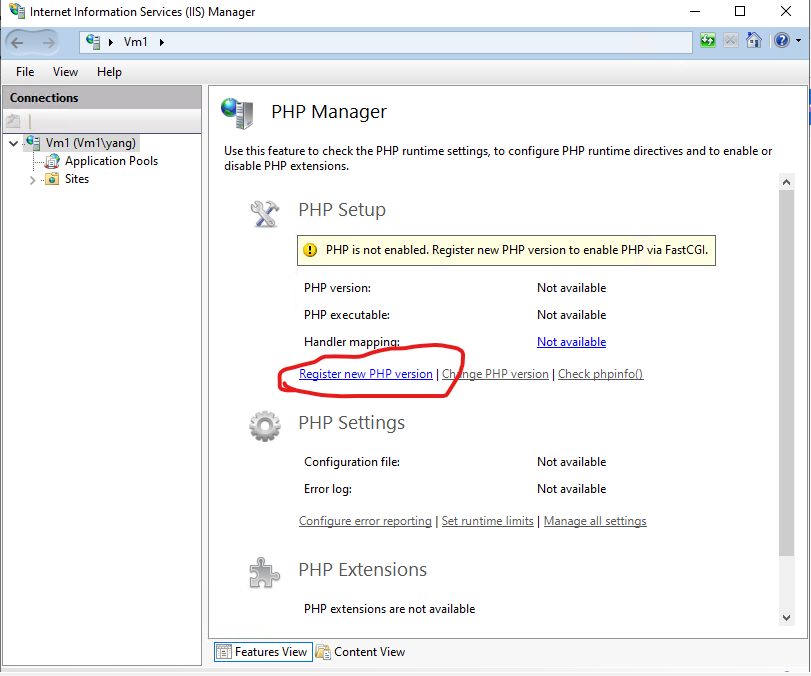 Internet Information Services (IIS) Manager
Vm1
File View Help
Connections
Vm1 (Vm1\yang)
Application Pools
Sites
PHP Manager
Use this feature to check the PHP runtime settings, to configure PHP runtime directives and to enable or
disable PHP extensions.
PHP Setup
PHP is not enabled. Register new PHP version to enable PHP via FastCGI.
PHP version: Not available
PHP executable: Not available
Handler mapping: Not available
Register new PHP version | Change PHP version | Check phpinfo()
PHP Settings
Configuration file: Not available
Error log: Not available
Configure error reporting | Set runtime limits | Manage all settings
PHP Extensions
PHP extensions are not available
Features View Content View